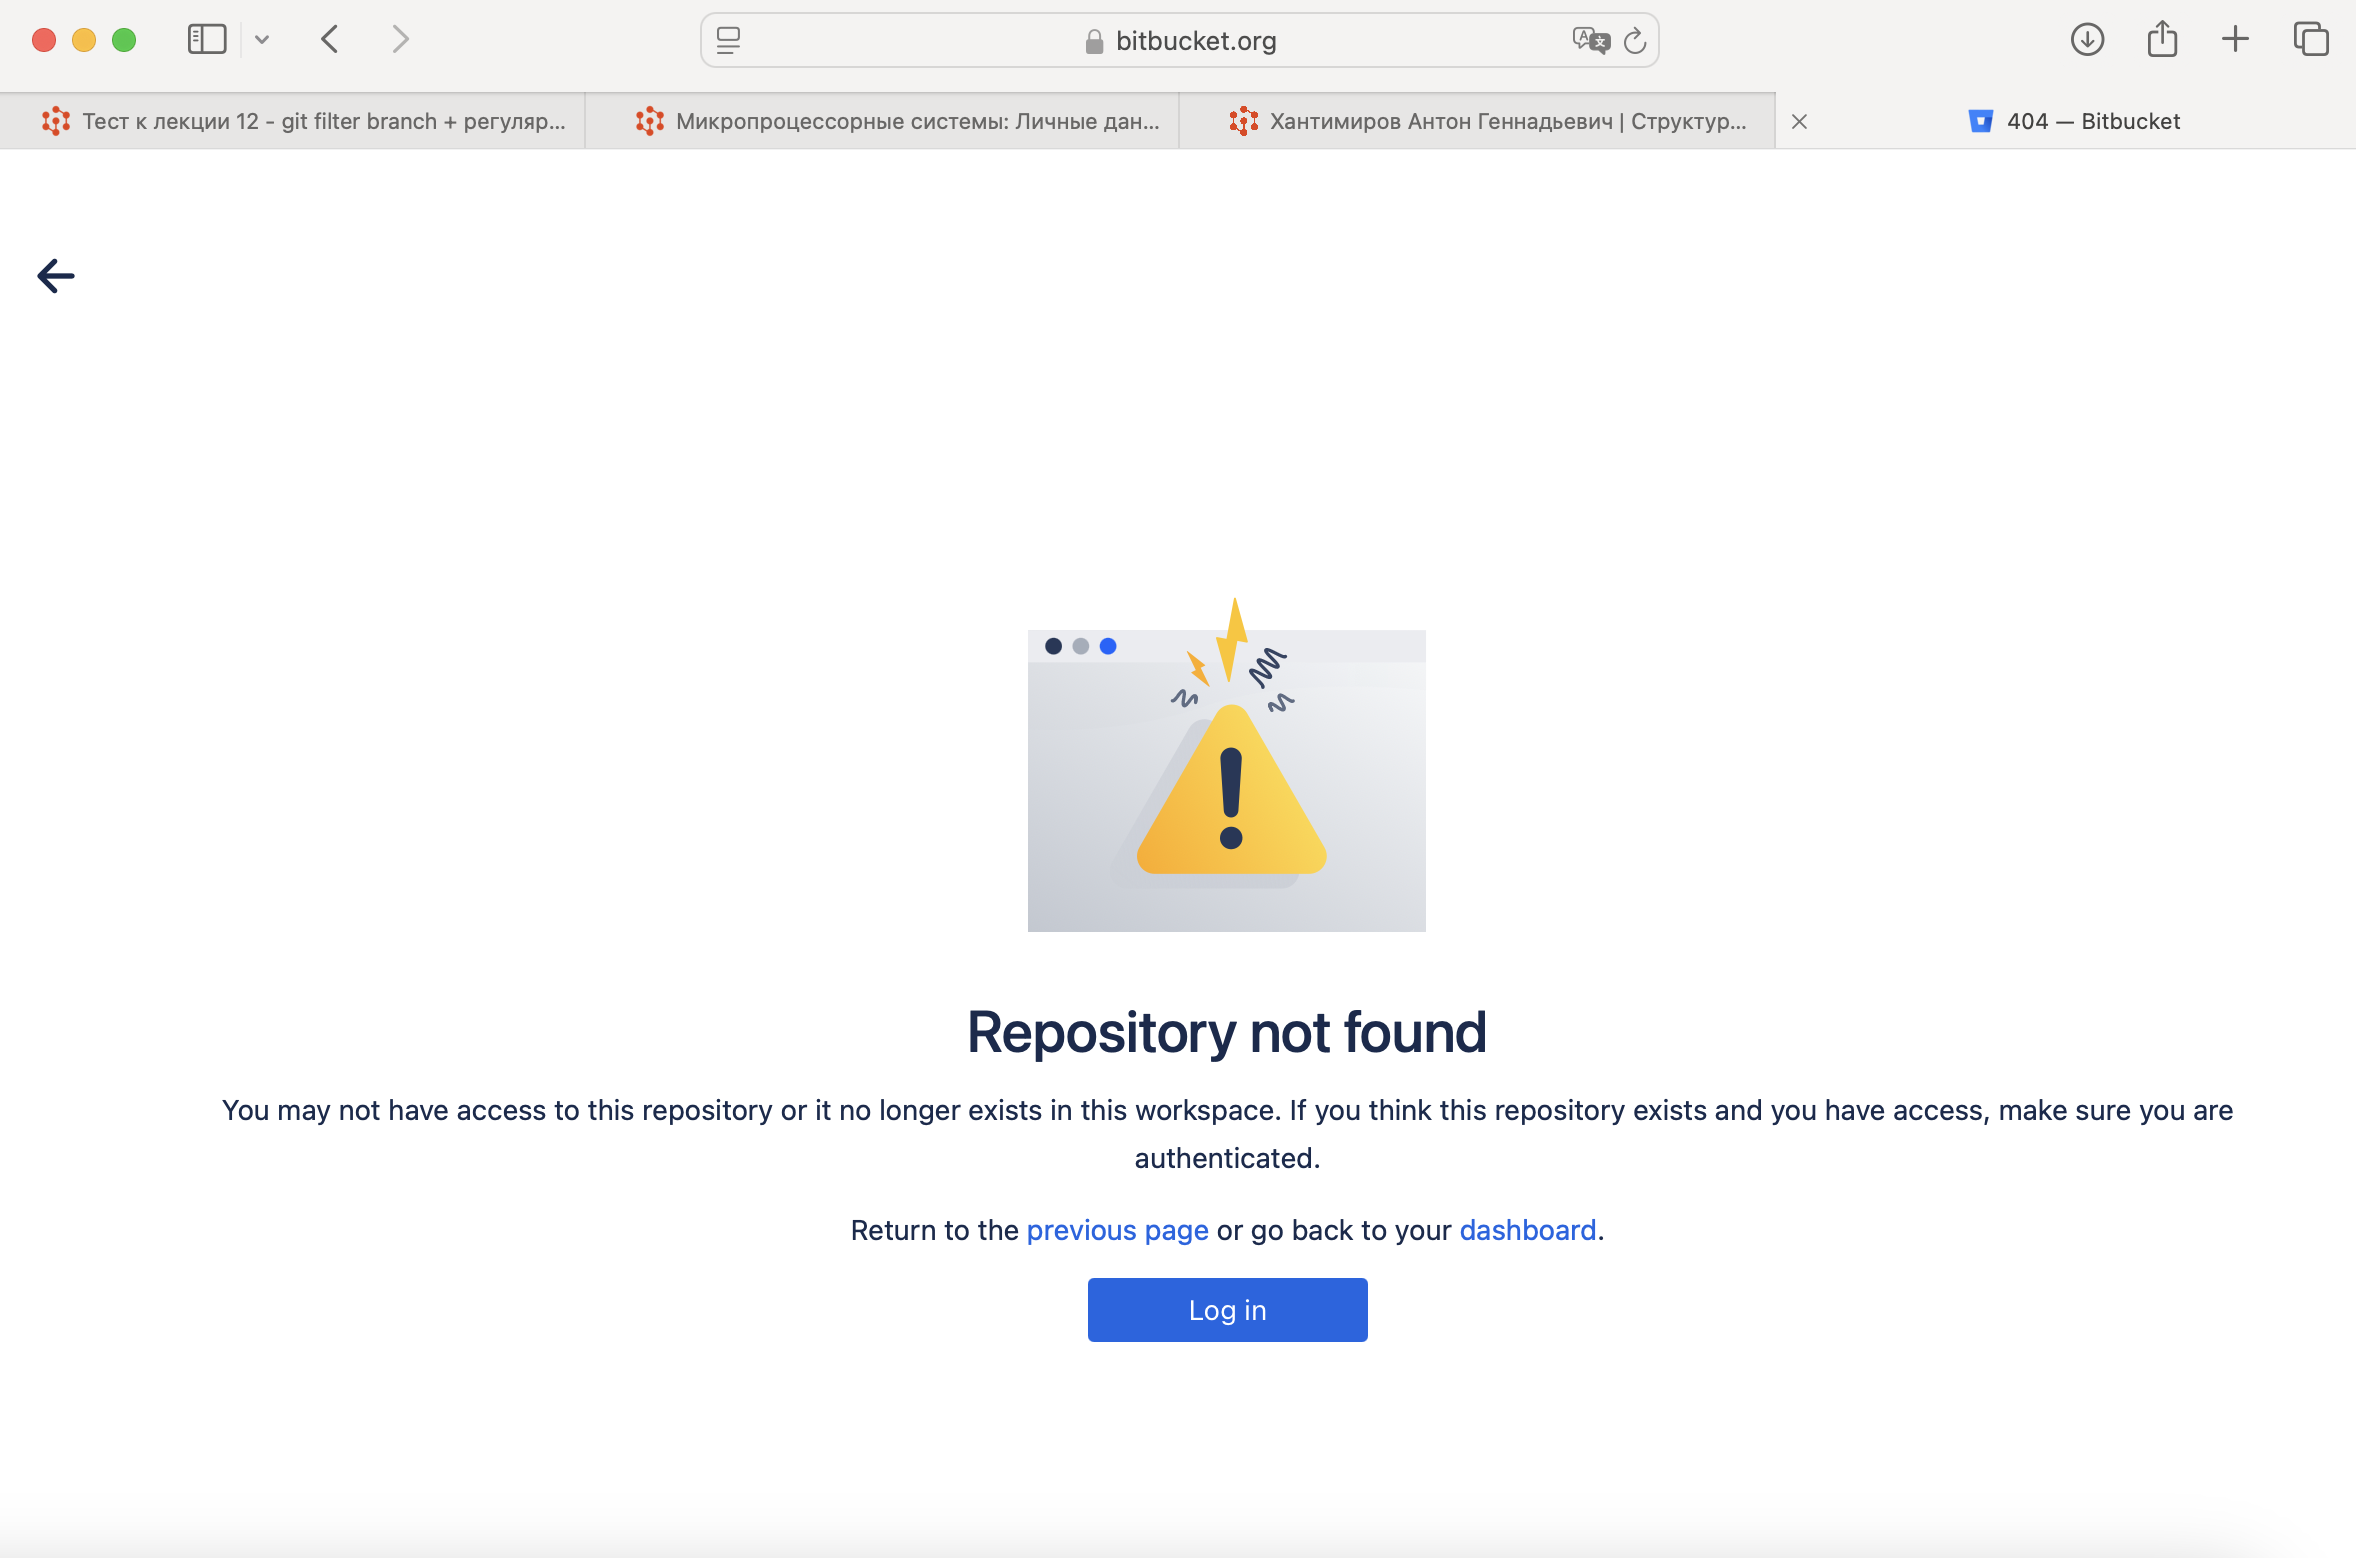 bitbucket.org
Тест к лекции 12 - git filter branch + регуляр...
Микропроцессорные системы: Личные дан...
Хантимиров Антон Геннадьевич | Структур...
404 — Bitbucket
Repository not found
You may not have access to this repository or it no longer exists in this workspace. If you think this repository exists and you have access, make sure you are
authenticated.
Return to the previous page or go back to your dashboard.
Log in